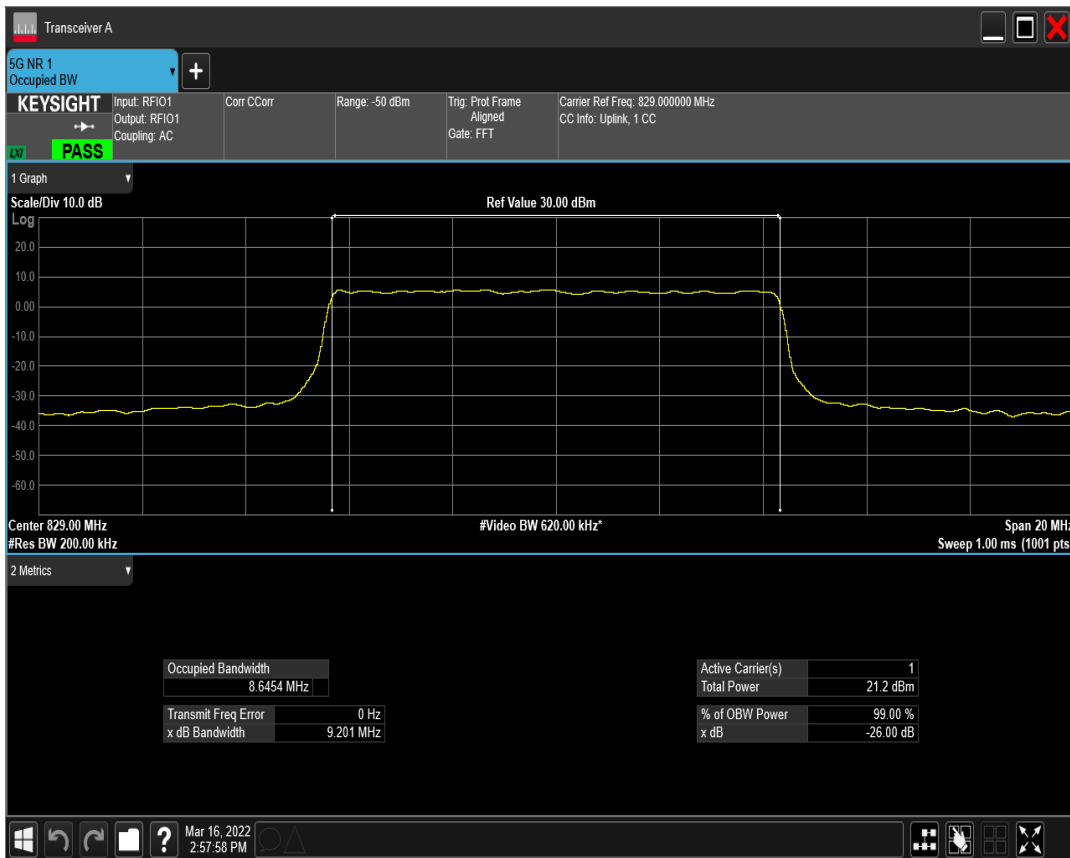 Transceiver A
5G NR 1
Occupied BW
+
KEYSIGHT
LXI
PASS
Input: RFIO1
Output: RFIO1
Coupling: AC
Corr CCorr
Range: -50 dBm
Trig: Prot Frame
Aligned
Gate: FFT
Carrier Ref Freq: 829.000000 MHz
CC Info: Uplink, 1 CC
1 Graph
Scale/Div 10.0 dB
Ref Value 30.00 dBm
Log
20.0
10.0
0.00
-10.0
-20.0
-30.0
-40.0
-50.0
-60.0
Center 829.00 MHz
#Video BW 620.00 kHz*
Span 20 MHz
#Res BW 200.00 kHz
Sweep 1.00 ms (1001 pts
2 Metrics
Occupied Bandwidth
8.6454 MHz
Transmit Freq Error 0 Hz
x dB Bandwidth 9.201 MHz
Active Carrier(s) 1
Total Power 21.2 dBm
% of OBW Power 99.00 %
x dB -26.00 dB
?
Mar 16, 2022
2:57:58 PM